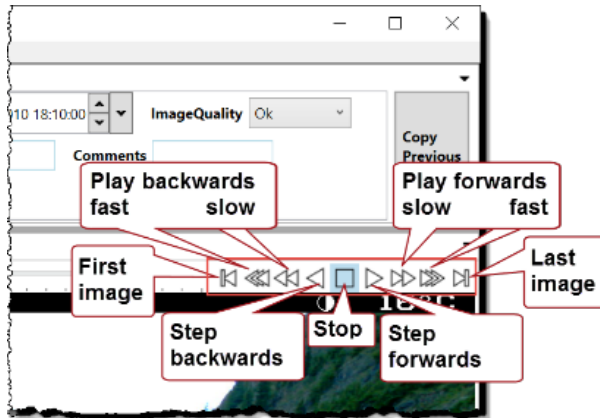 010 18:10:00
ImageQuality Ok
Copy
Previous
Comments
Play backwards
fast slow
Play forwards
slow fast
First
image
Last
image
Step
backwards
Stop
Step
forwards